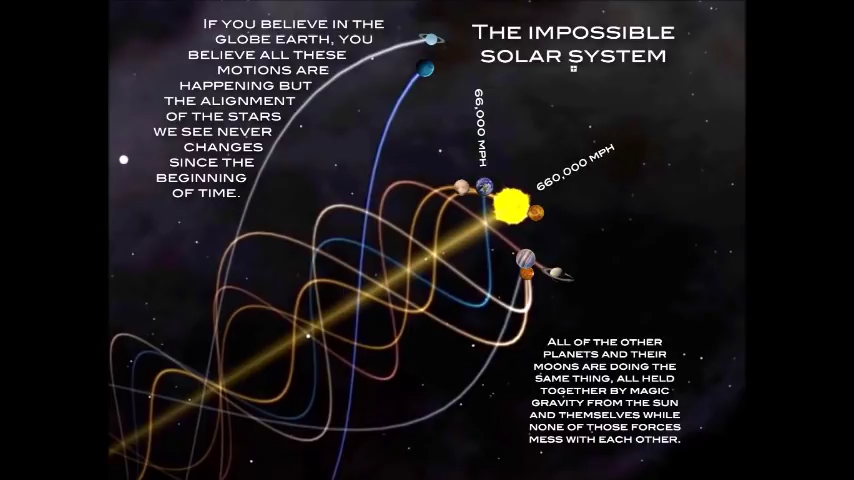 If you believe in the
globe earth, you
believe all these
motions are
happening but
the alignment
of the stars
we see never
changes
since the
beginning
of time.
The impossible
solar system
66,000 mph
660,000 mph
All of the other
planets and their
moons are doing the
same thing, all held
together by magic
gravity from the sun
and themselves while
none of those forces
mess with each other.